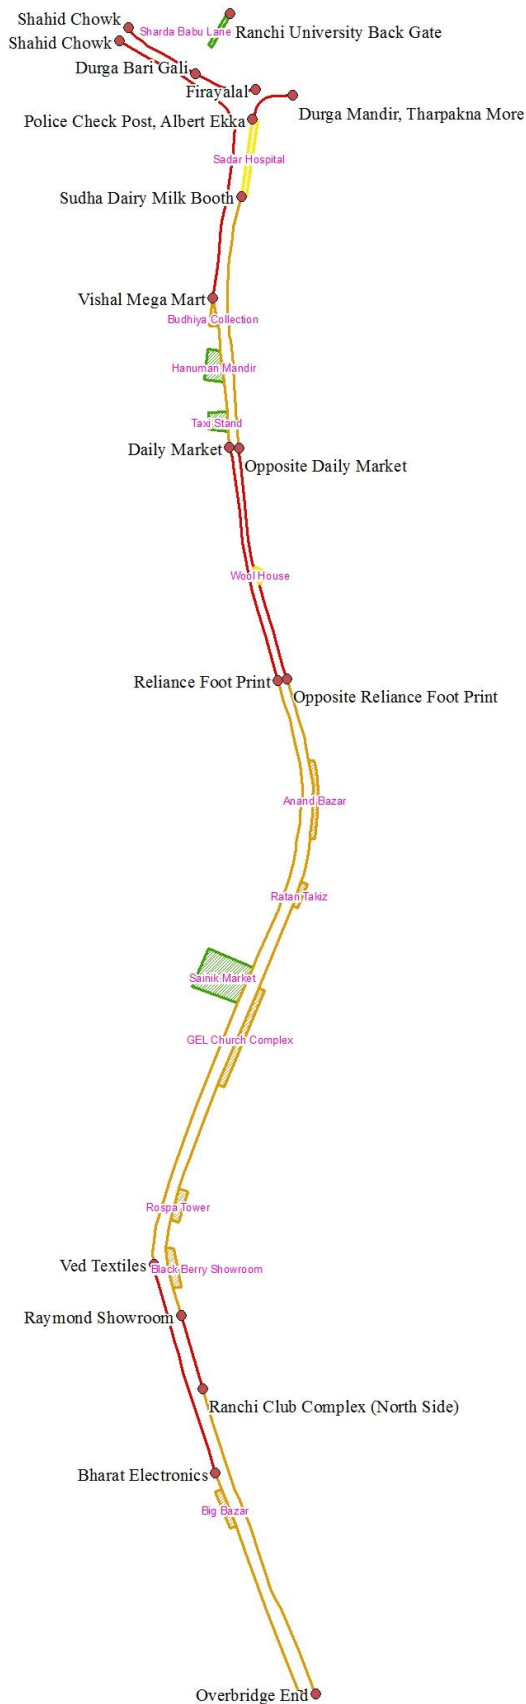 Shahid Chowk
Sharda Babu Lane
Ranchi University Back Gate
Shahid Chowk
Durga Bari Gali
Firayalal
Durga Mandir, Tharpakna More
Police Check Post, Albert Ekka
Sadar Hospital
Sudha Dairy Milk Booth
Vishal Mega Mart
Budhiya Collection
Hanuman Mandir
Taxi Stand
Daily Market
Opposite Daily Market
Wool House
Reliance Foot Print
Opposite Reliance Foot Print
Anand Bazar
Ratan Takiz
Sainik Market
GEL Church Complex
Rospa Tower
Ved Textiles
Black Berry Showroom
Raymond Showroom
Ranchi Club Complex (North Side)
Bharat Electronics
Big Bazar
Overbridge End